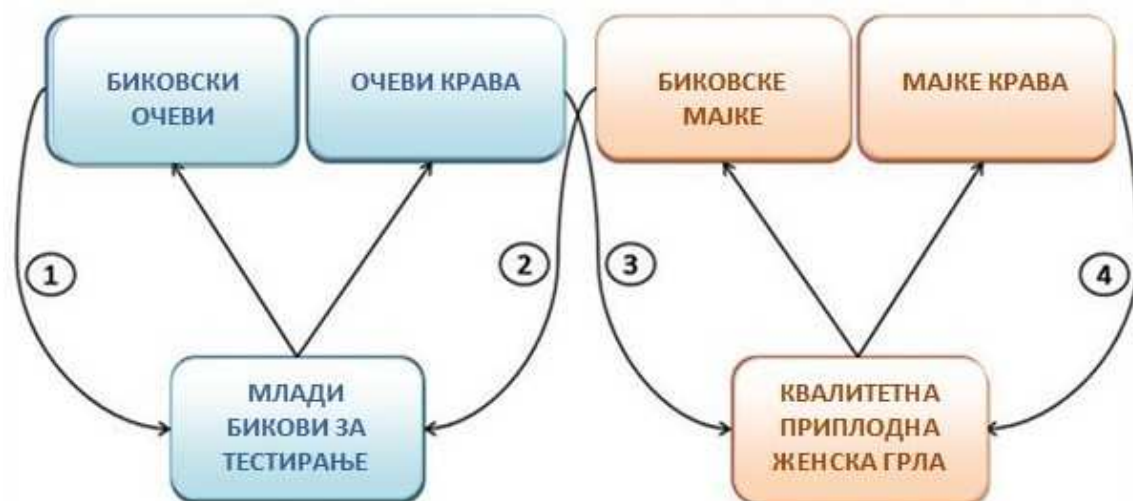 БИКОВСКИ
ОЧЕВИ
ОЧЕВИ КРАВА
БИКОВСКЕ
МАЈКЕ
МАЈКЕ КРАВА
1
2
3
4
МЛАДИ
БИКОВИ ЗА
ТЕСТИРАЊЕ
КВАЛИТЕТНА
ПРИПЛОДНА
ЖЕНСКА ГРЛА